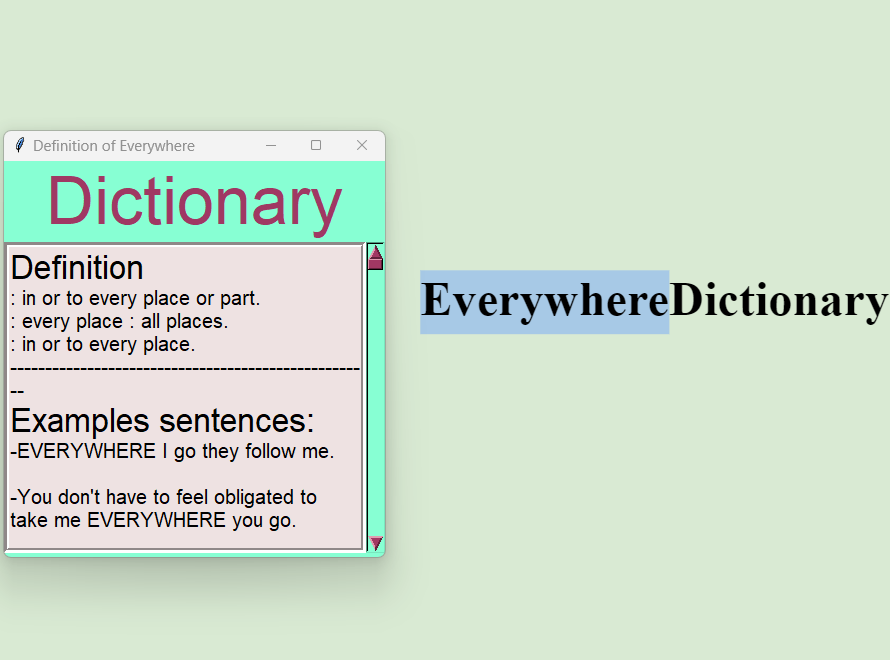 Definition of Everywhere
Dictionary
Definition
: in or to every place or part.
: every place : all places.
: in or to every place.
----------------------------------------------------
--
Examples sentences:
-EVERYWHERE I go they follow me.
-You don't have to feel obligated to
take me EVERYWHERE you go.
EverywhereDictionary